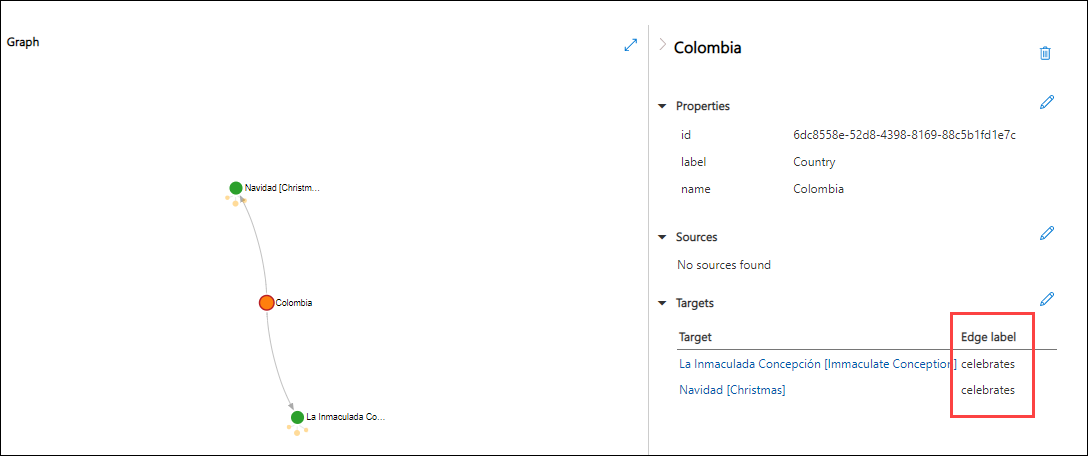 Graph
Navidad [Christm...
Colombia
La Inmaculada Co...
Colombia
Properties
id 6dc8558e-52d8-4398-8169-88c5b1fd1e7c
label Country
name Colombia
Sources
No sources found
Targets
Target Edge label
La Inmaculada Concepción [Immaculate Conception] celebrates
Navidad [Christmas] celebrates